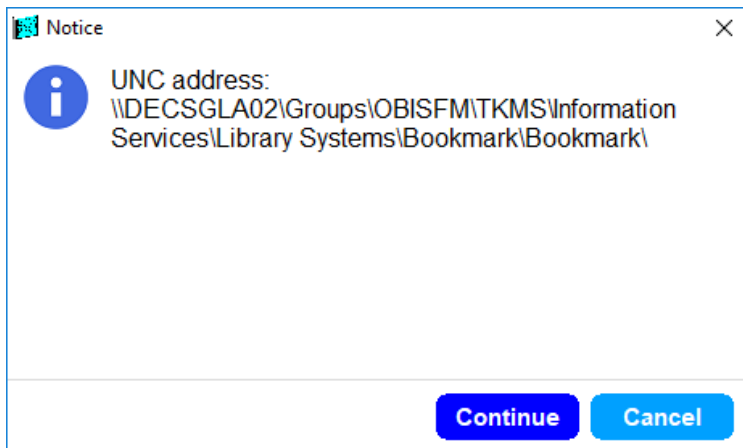 Notice
UNC address:
\\DECSGLA02\Groups\OBISFM\TKMS\Information
Services\Library Systems\Bookmark\Bookmark\
Continue
Cancel